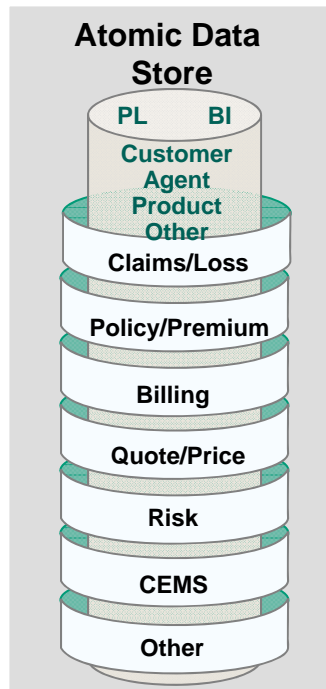 Atomic Data
Store
PL BI
Customer
Agent
Product
Other
Claims/Loss
Policy/Premium
Billing
Quote/Price
Risk
CEMS
Other